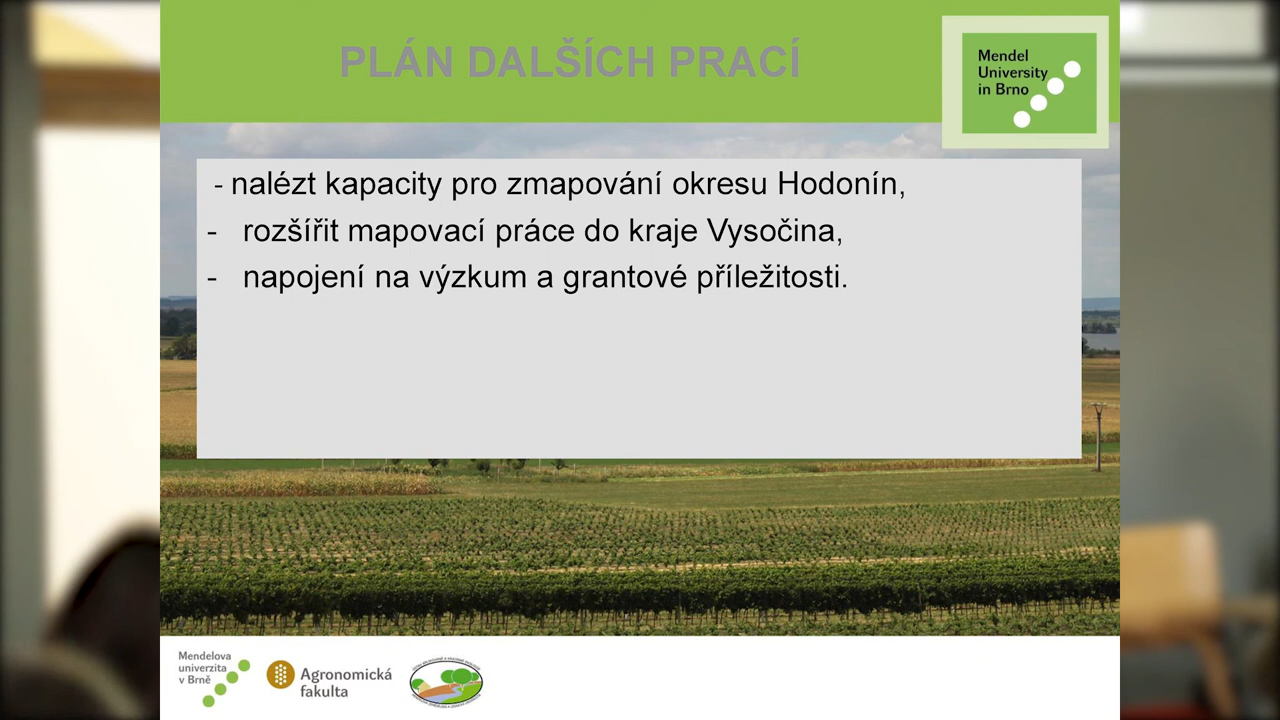 PLÁN DALŠÍCH PRACÍ
Mendel
University
in Brno
- nalézt kapacity pro zmapování okresu Hodonín,
- rozšířit mapovací práce do kraje Vysočina,
- napojení na výzkum a grantové příležitosti.
Mendelova
univerzita
v Brně
Agronomická
fakulta